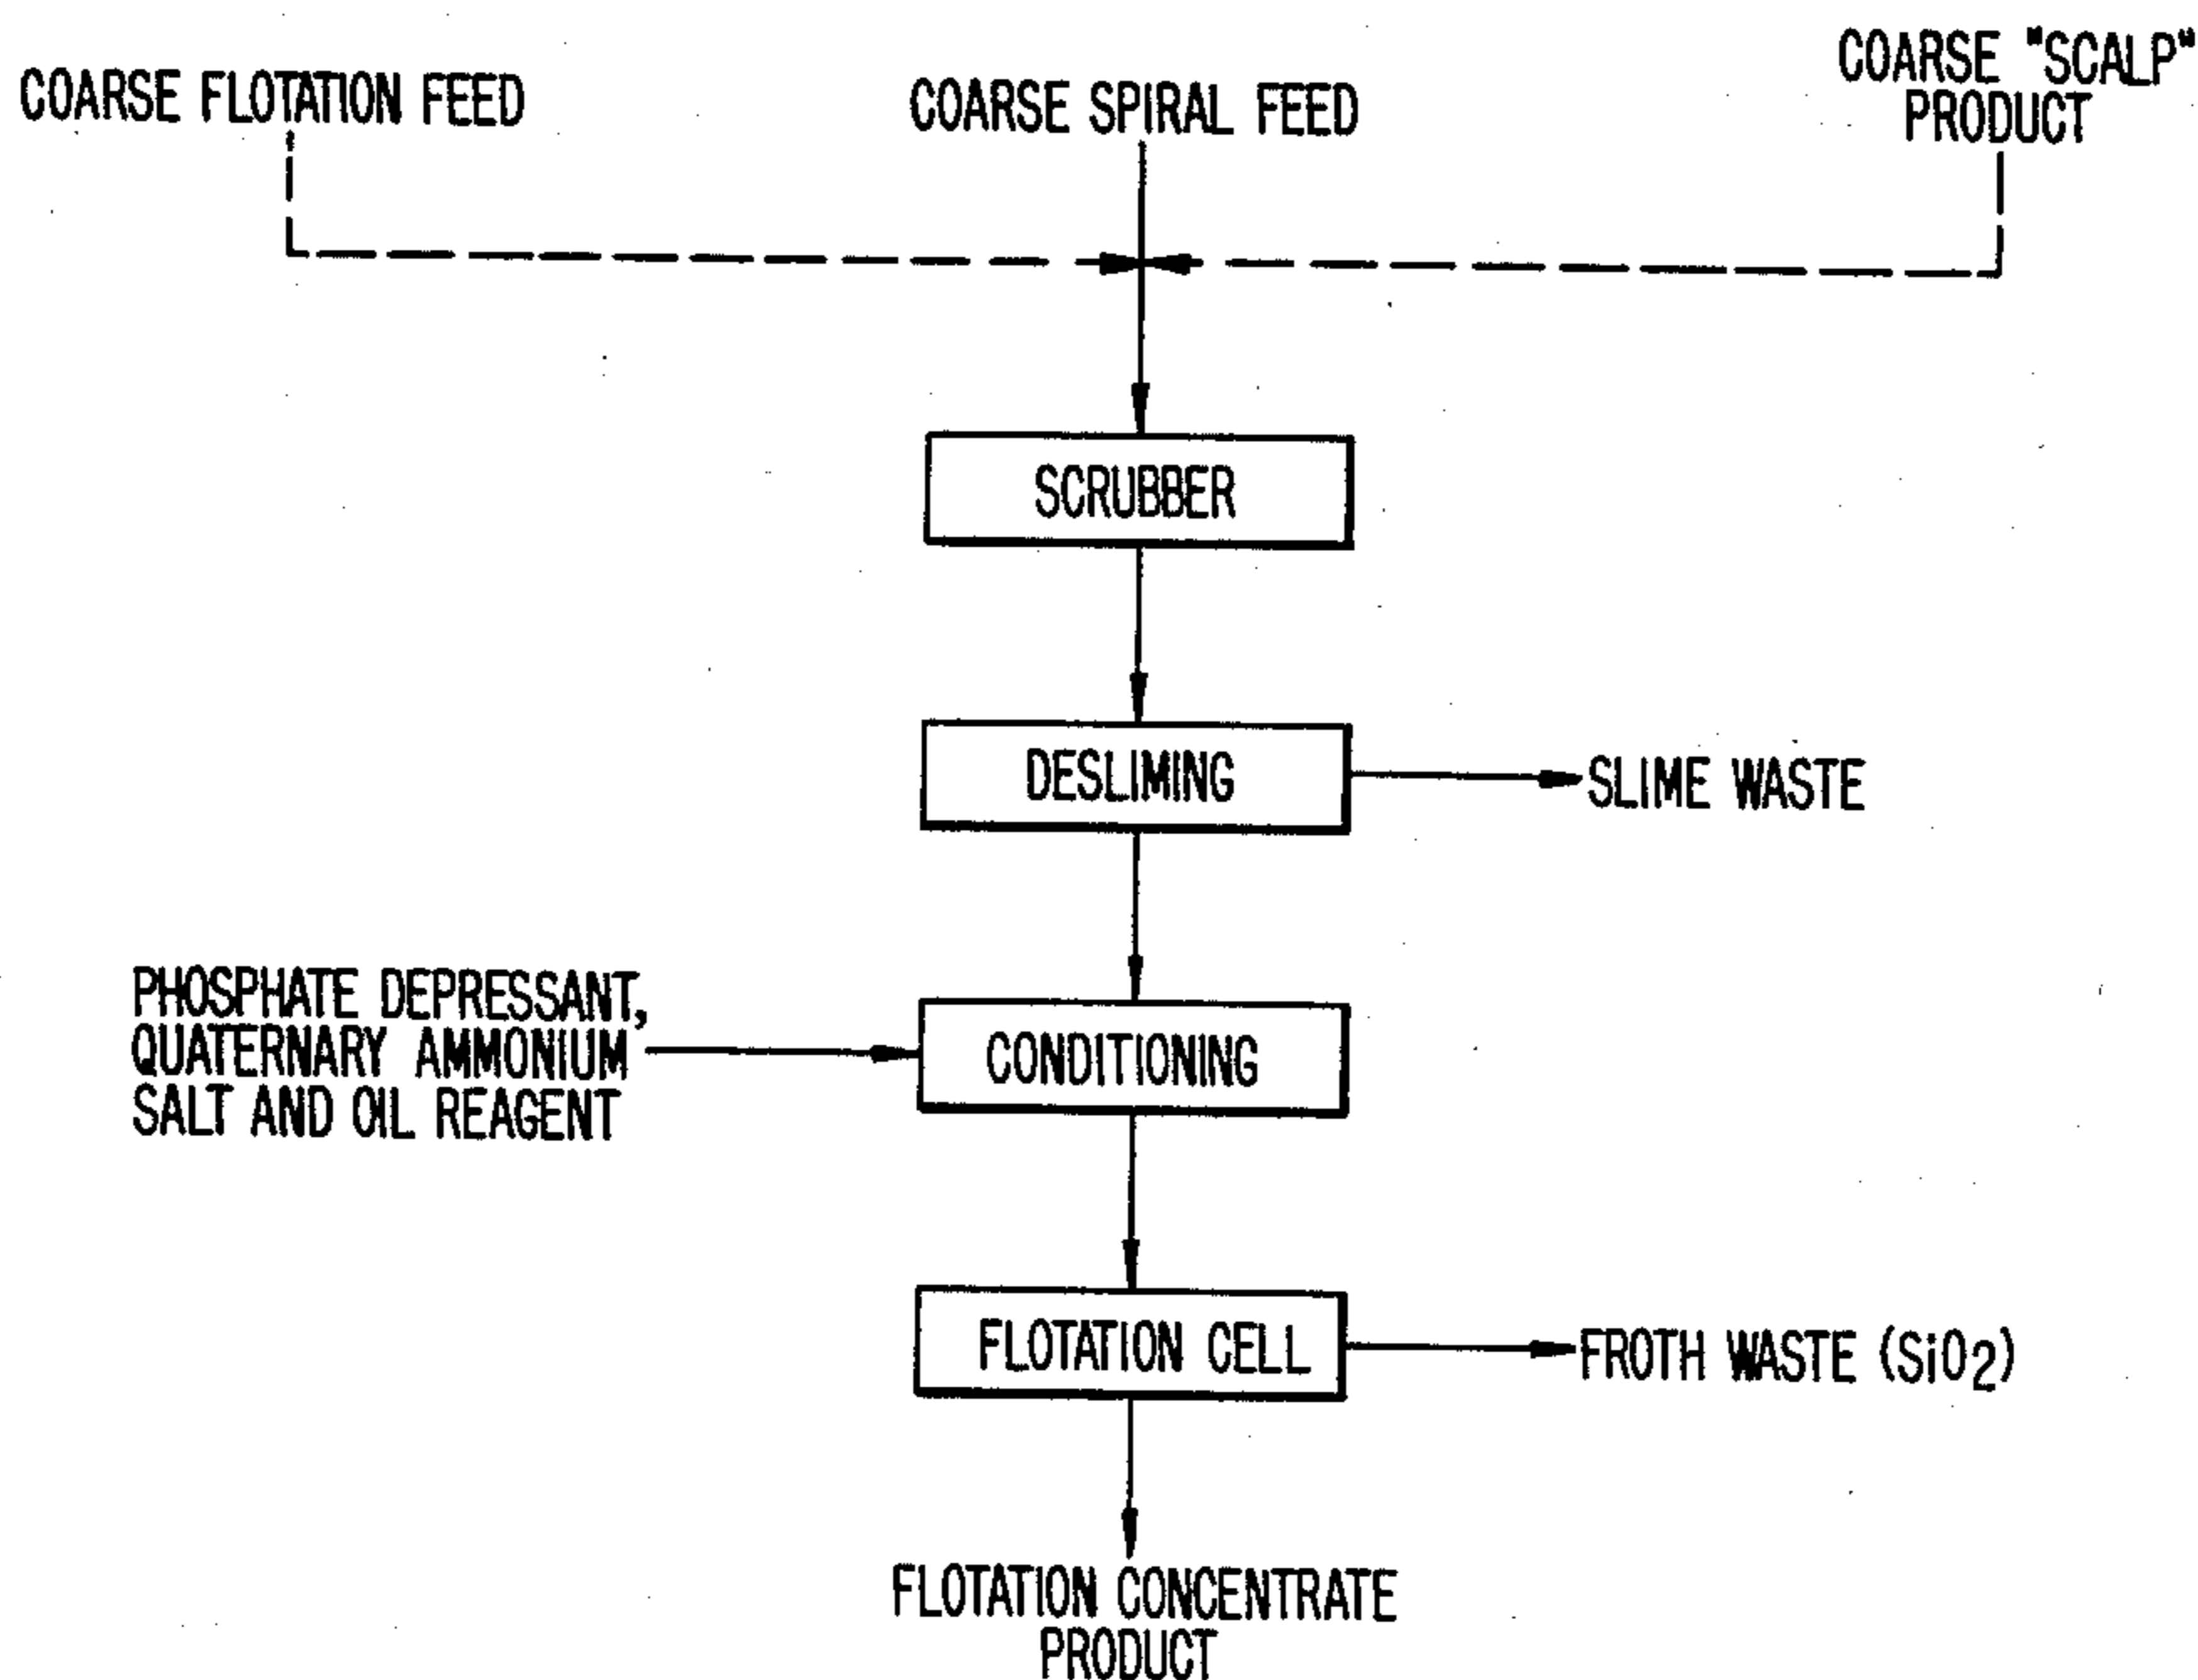 COARSE FLOTATION FEED
COARSE SPIRAL FEED
COARSE "SCALP"
PRODUCT
SCRUBBER
DESLIMING
SLIME WASTE
PHOSPHATE DEPRESSANT,
QUATERNARY AMMONIUM
SALT AND OIL REAGENT
CONDITIONING
FLOTATION CELL
FROTH WASTE (SiO2)
FLOTATION CONCENTRATE
PRODUCT